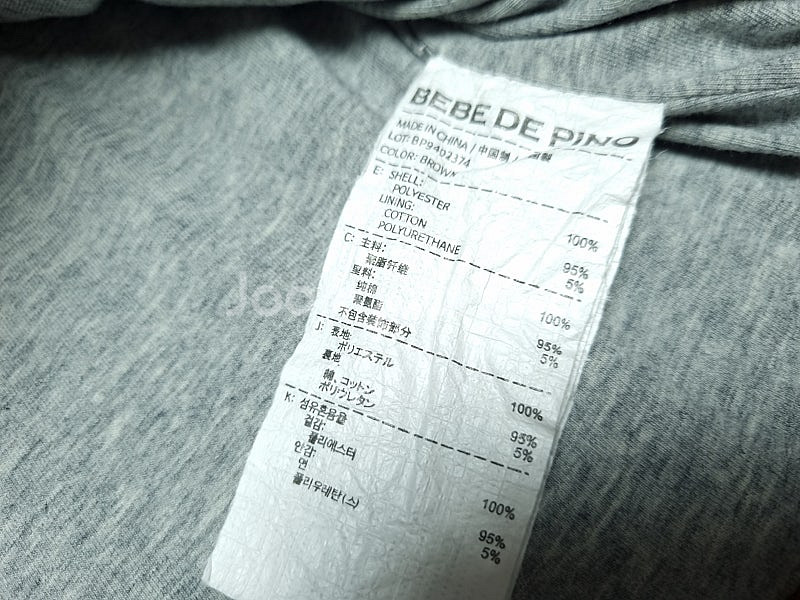 BEBE DE PINO
MADE IN CHINA / 中国制 /
LOT: BP94b2374
COLOR: BROWN
E: SHELL:
POLYESTER 100%
LINING:
COTTON 95%
POLYURETHANE 5%
C: 主料:
聚脂纤维 100%
里料:
纯棉 95%
聚氨酯 5%
不包含装饰部分
J: 表地:
ポリエステル 100%
裏地:
綿、コットン 95%
ポリウレタン 5%
K: 섬유혼용률
겉감:
폴리에스터 100%
안감:
면 95%
폴리우레탄(스) 5%